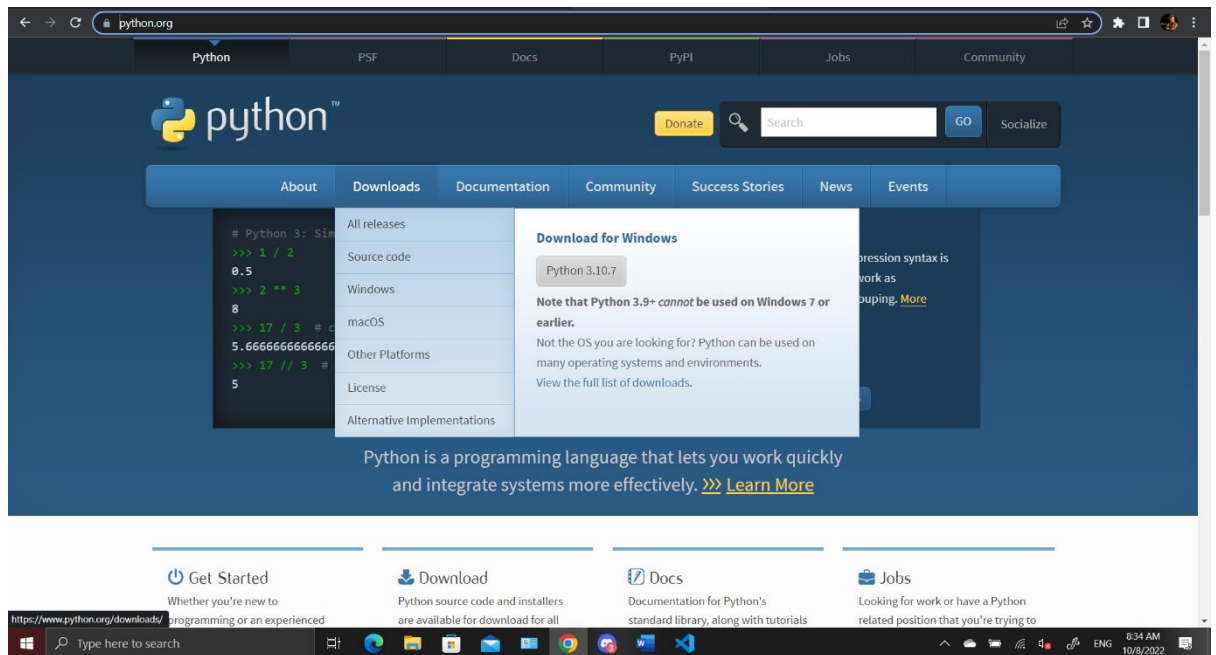 python.org
Python PSF Docs PyPI Jobs Community
python™
Donate Search GO Socialize
About Downloads Documentation Community Success Stories News Events
# Python 3: Sim
>>> 1 / 2
0.5
>>> 2 ** 3
8
>>> 17 / 3 # c
5.6666666666666
>>> 17 // 3 #
5
All releases
Source code
Windows
macOS
Other Platforms
License
Alternative Implementations
Download for Windows
Python 3.10.7
Note that Python 3.9+ cannot be used on Windows 7 or
earlier.
Not the OS you are looking for? Python can be used on
many operating systems and environments.
View the full list of downloads.
pression syntax is
work as
ouping. More
Python is a programming language that lets you work quickly
and integrate systems more effectively. >>> Learn More
Get Started
Whether you're new to
programming or an experienced
Download
Python source code and installers
are available for download for all
Docs
Documentation for Python's
standard library, along with tutorials
Jobs
Looking for work or have a Python
related position that you're trying to
https://www.python.org/downloads/
Type here to search
ENG
8:34 AM
10/8/2022